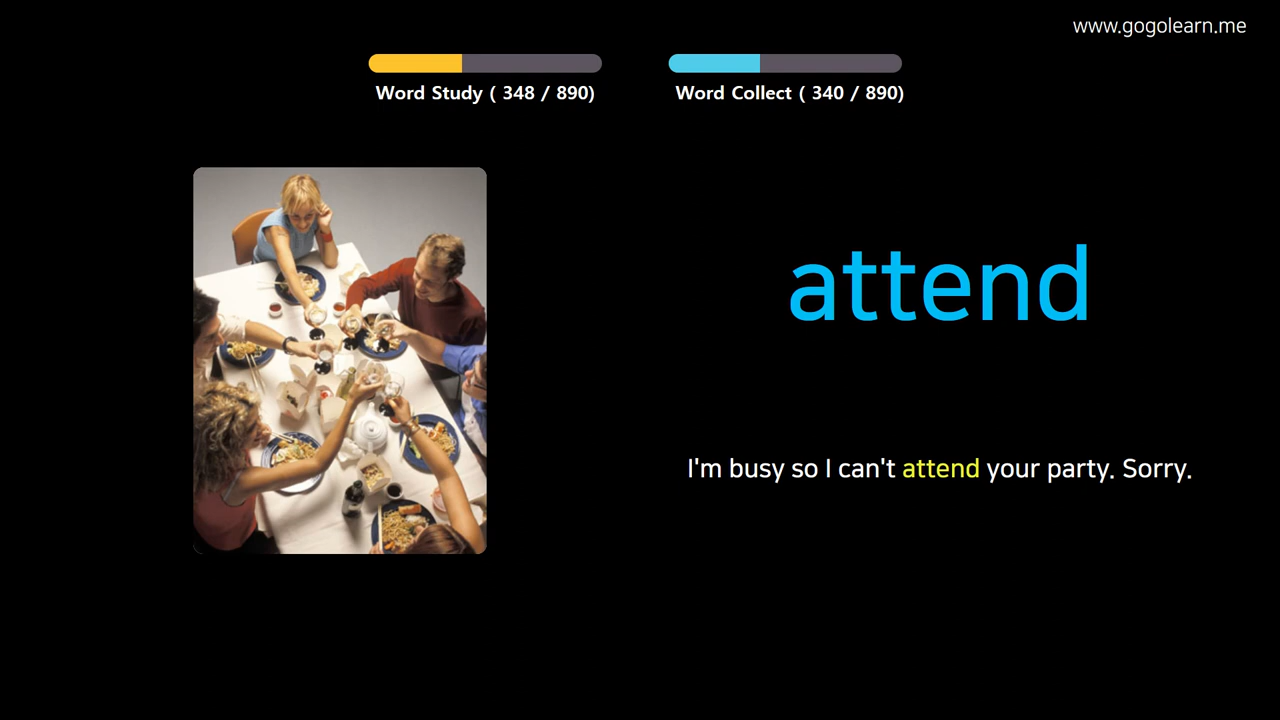 www.gogolearn.me
Word Study ( 348 / 890)
Word Collect ( 340 / 890)
attend
I'm busy so I can't attend your party. Sorry.